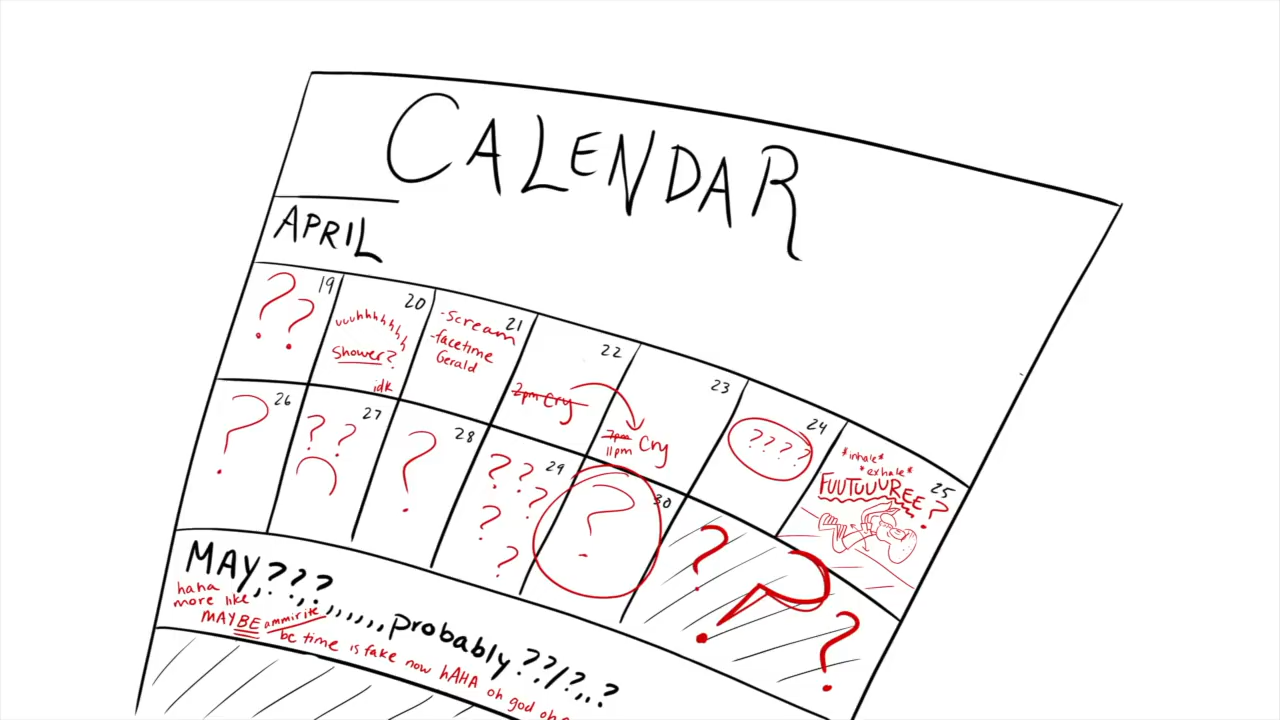 CALENDAR
APRIL
19
??
20
uuuhhhhhhh
Shower?
idk
21
-scream
-facetime
Gerald
22
2pm Cry
23
7pm
11pm Cry
24
????
25
*inhale*
*exhale*
FUUTUUUREE?
26
?
27
??
28
?
29
?????
30
?
???
MAY,???,,,,,,,probably??/?,,?
haha
more like
MAYBE ammirite
be time is fake now hAHA oh god oh